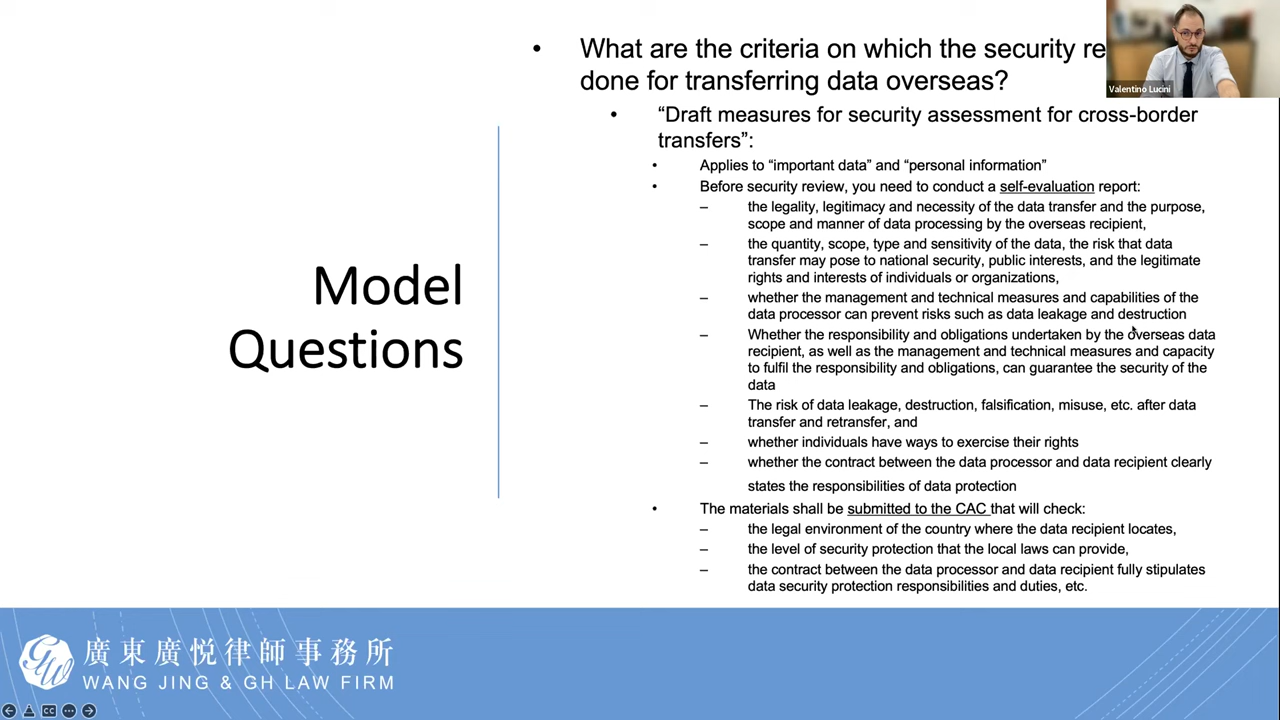 What are the criteria on which the security re
done for transferring data overseas?
Valentino Lucini
“Draft measures for security assessment for cross-border
transfers”:
Applies to “important data” and “personal information”
Before security review, you need to conduct a self-evaluation report:
– the legality, legitimacy and necessity of the data transfer and the purpose,
scope and manner of data processing by the overseas recipient,
– the quantity, scope, type and sensitivity of the data, the risk that data
transfer may pose to national security, public interests, and the legitimate
rights and interests of individuals or organizations,
– whether the management and technical measures and capabilities of the
data processor can prevent risks such as data leakage and destruction
– Whether the responsibility and obligations undertaken by the overseas data
recipient, as well as the management and technical measures and capacity
to fulfil the responsibility and obligations, can guarantee the security of the
data
– The risk of data leakage, destruction, falsification, misuse, etc. after data
transfer and retransfer, and
– whether individuals have ways to exercise their rights
– whether the contract between the data processor and data recipient clearly
states the responsibilities of data protection
The materials shall be submitted to the CAC that will check:
– the legal environment of the country where the data recipient locates,
– the level of security protection that the local laws can provide,
– the contract between the data processor and data recipient fully stipulates
data security protection responsibilities and duties, etc.
Model
Questions
GW
廣東廣悦律師事務所
WANG JING & GH LAW FIRM
CC